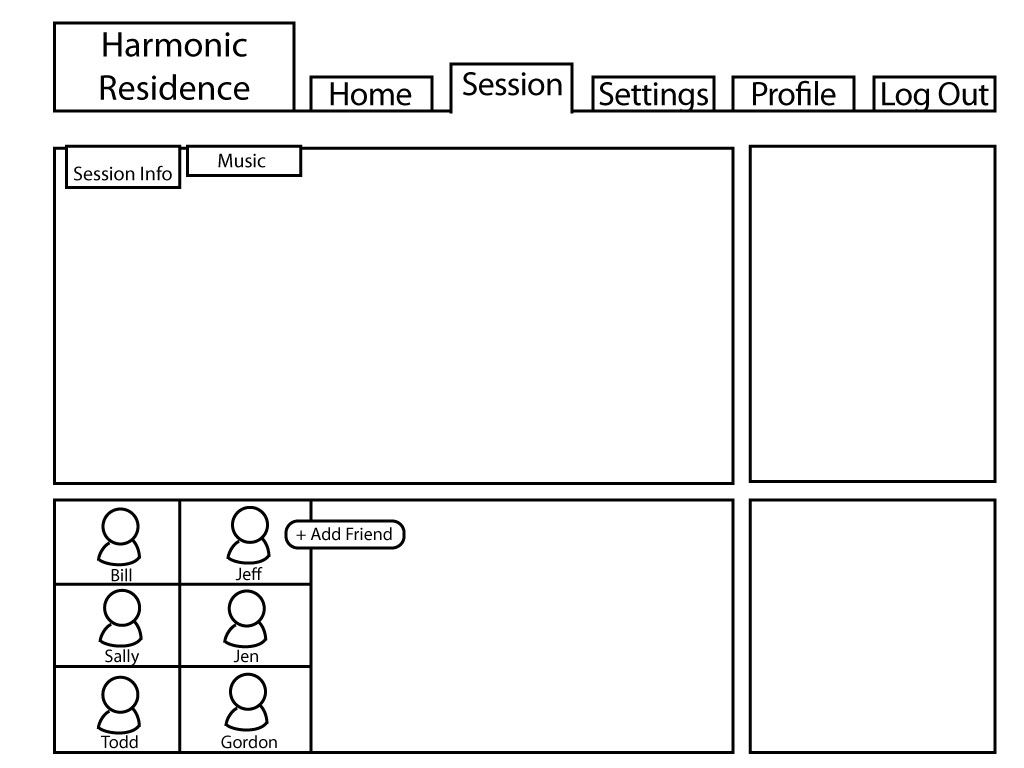 Harmonic
Residence
Home
Session
Settings
Profile
Log Out
Session Info
Music
Bill
Jeff
+ Add Friend
Sally
Jen
Todd
Gordon